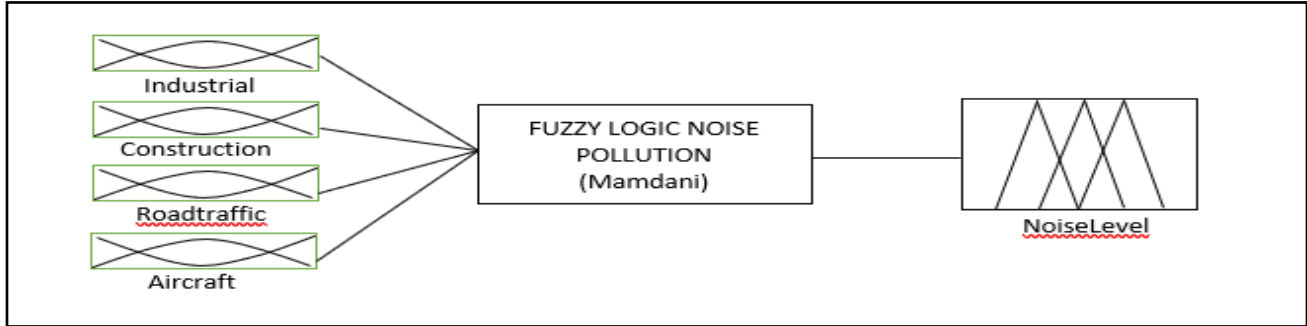 Industrial
Construction
Roadtraffic
Aircraft
FUZZY LOGIC NOISE
POLLUTION
(Mamdani)
NoiseLevel